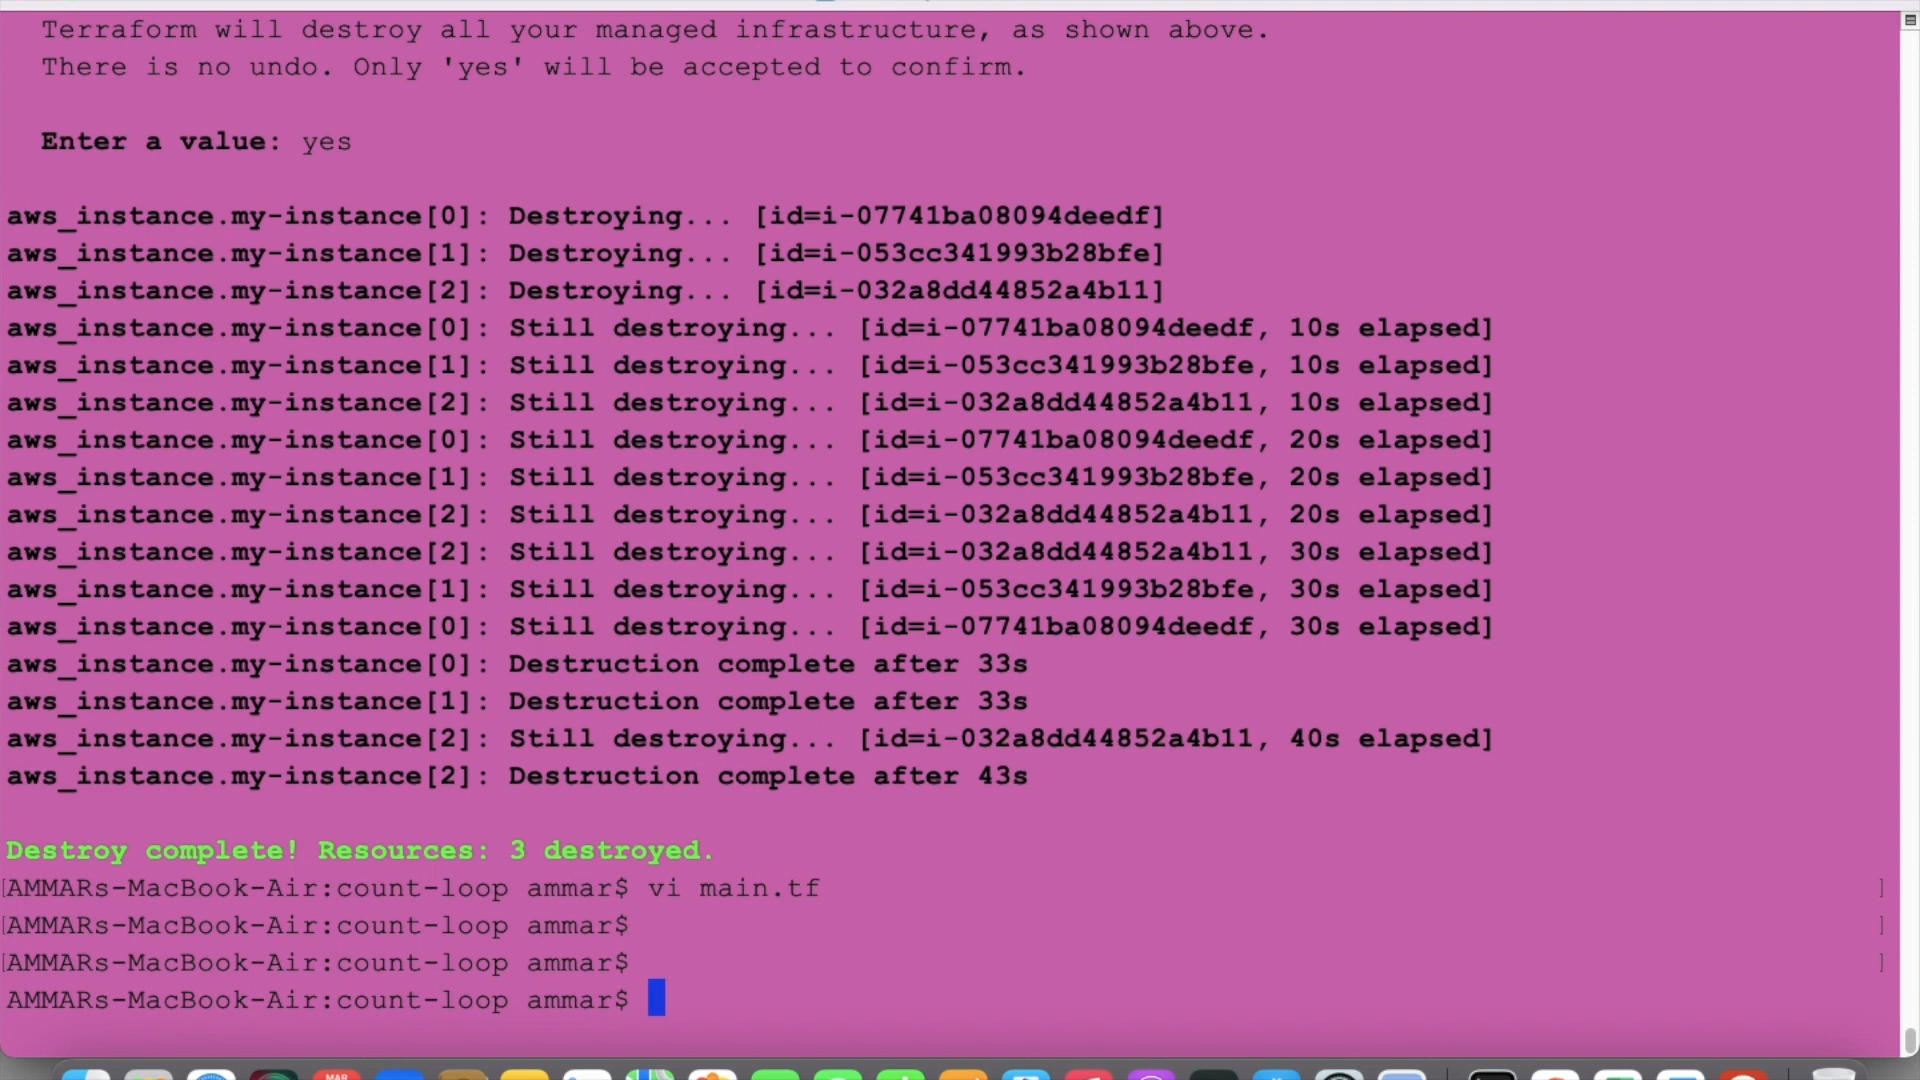 Terraform will destroy all your managed infrastructure, as shown above.
There is no undo. Only 'yes' will be accepted to confirm.
Enter a value: yes
aws_instance.my-instance[0]: Destroying... [id=i-07741ba08094deedf]
aws_instance.my-instance[1]: Destroying... [id=i-053cc341993b28bfe]
aws_instance.my-instance[2]: Destroying... [id=i-032a8dd44852a4b11]
aws_instance.my-instance[0]: Still destroying... [id=i-07741ba08094deedf, 10s elapsed]
aws_instance.my-instance[1]: Still destroying... [id=i-053cc341993b28bfe, 10s elapsed]
aws_instance.my-instance[2]: Still destroying... [id=i-032a8dd44852a4b11, 10s elapsed]
aws_instance.my-instance[0]: Still destroying... [id=i-07741ba08094deedf, 20s elapsed]
aws_instance.my-instance[1]: Still destroying... [id=i-053cc341993b28bfe, 20s elapsed]
aws_instance.my-instance[2]: Still destroying... [id=i-032a8dd44852a4b11, 20s elapsed]
aws_instance.my-instance[2]: Still destroying... [id=i-032a8dd44852a4b11, 30s elapsed]
aws_instance.my-instance[1]: Still destroying... [id=i-053cc341993b28bfe, 30s elapsed]
aws_instance.my-instance[0]: Still destroying... [id=i-07741ba08094deedf, 30s elapsed]
aws_instance.my-instance[0]: Destruction complete after 33s
aws_instance.my-instance[1]: Destruction complete after 33s
aws_instance.my-instance[2]: Still destroying... [id=i-032a8dd44852a4b11, 40s elapsed]
aws_instance.my-instance[2]: Destruction complete after 43s
Destroy complete! Resources: 3 destroyed.
[AMMARs-MacBook-Air:count-loop ammar$ vi main.tf ]
[AMMARs-MacBook-Air:count-loop ammar$ ]
[AMMARs-MacBook-Air:count-loop ammar$ ]
AMMARs-MacBook-Air:count-loop ammar$
MAR